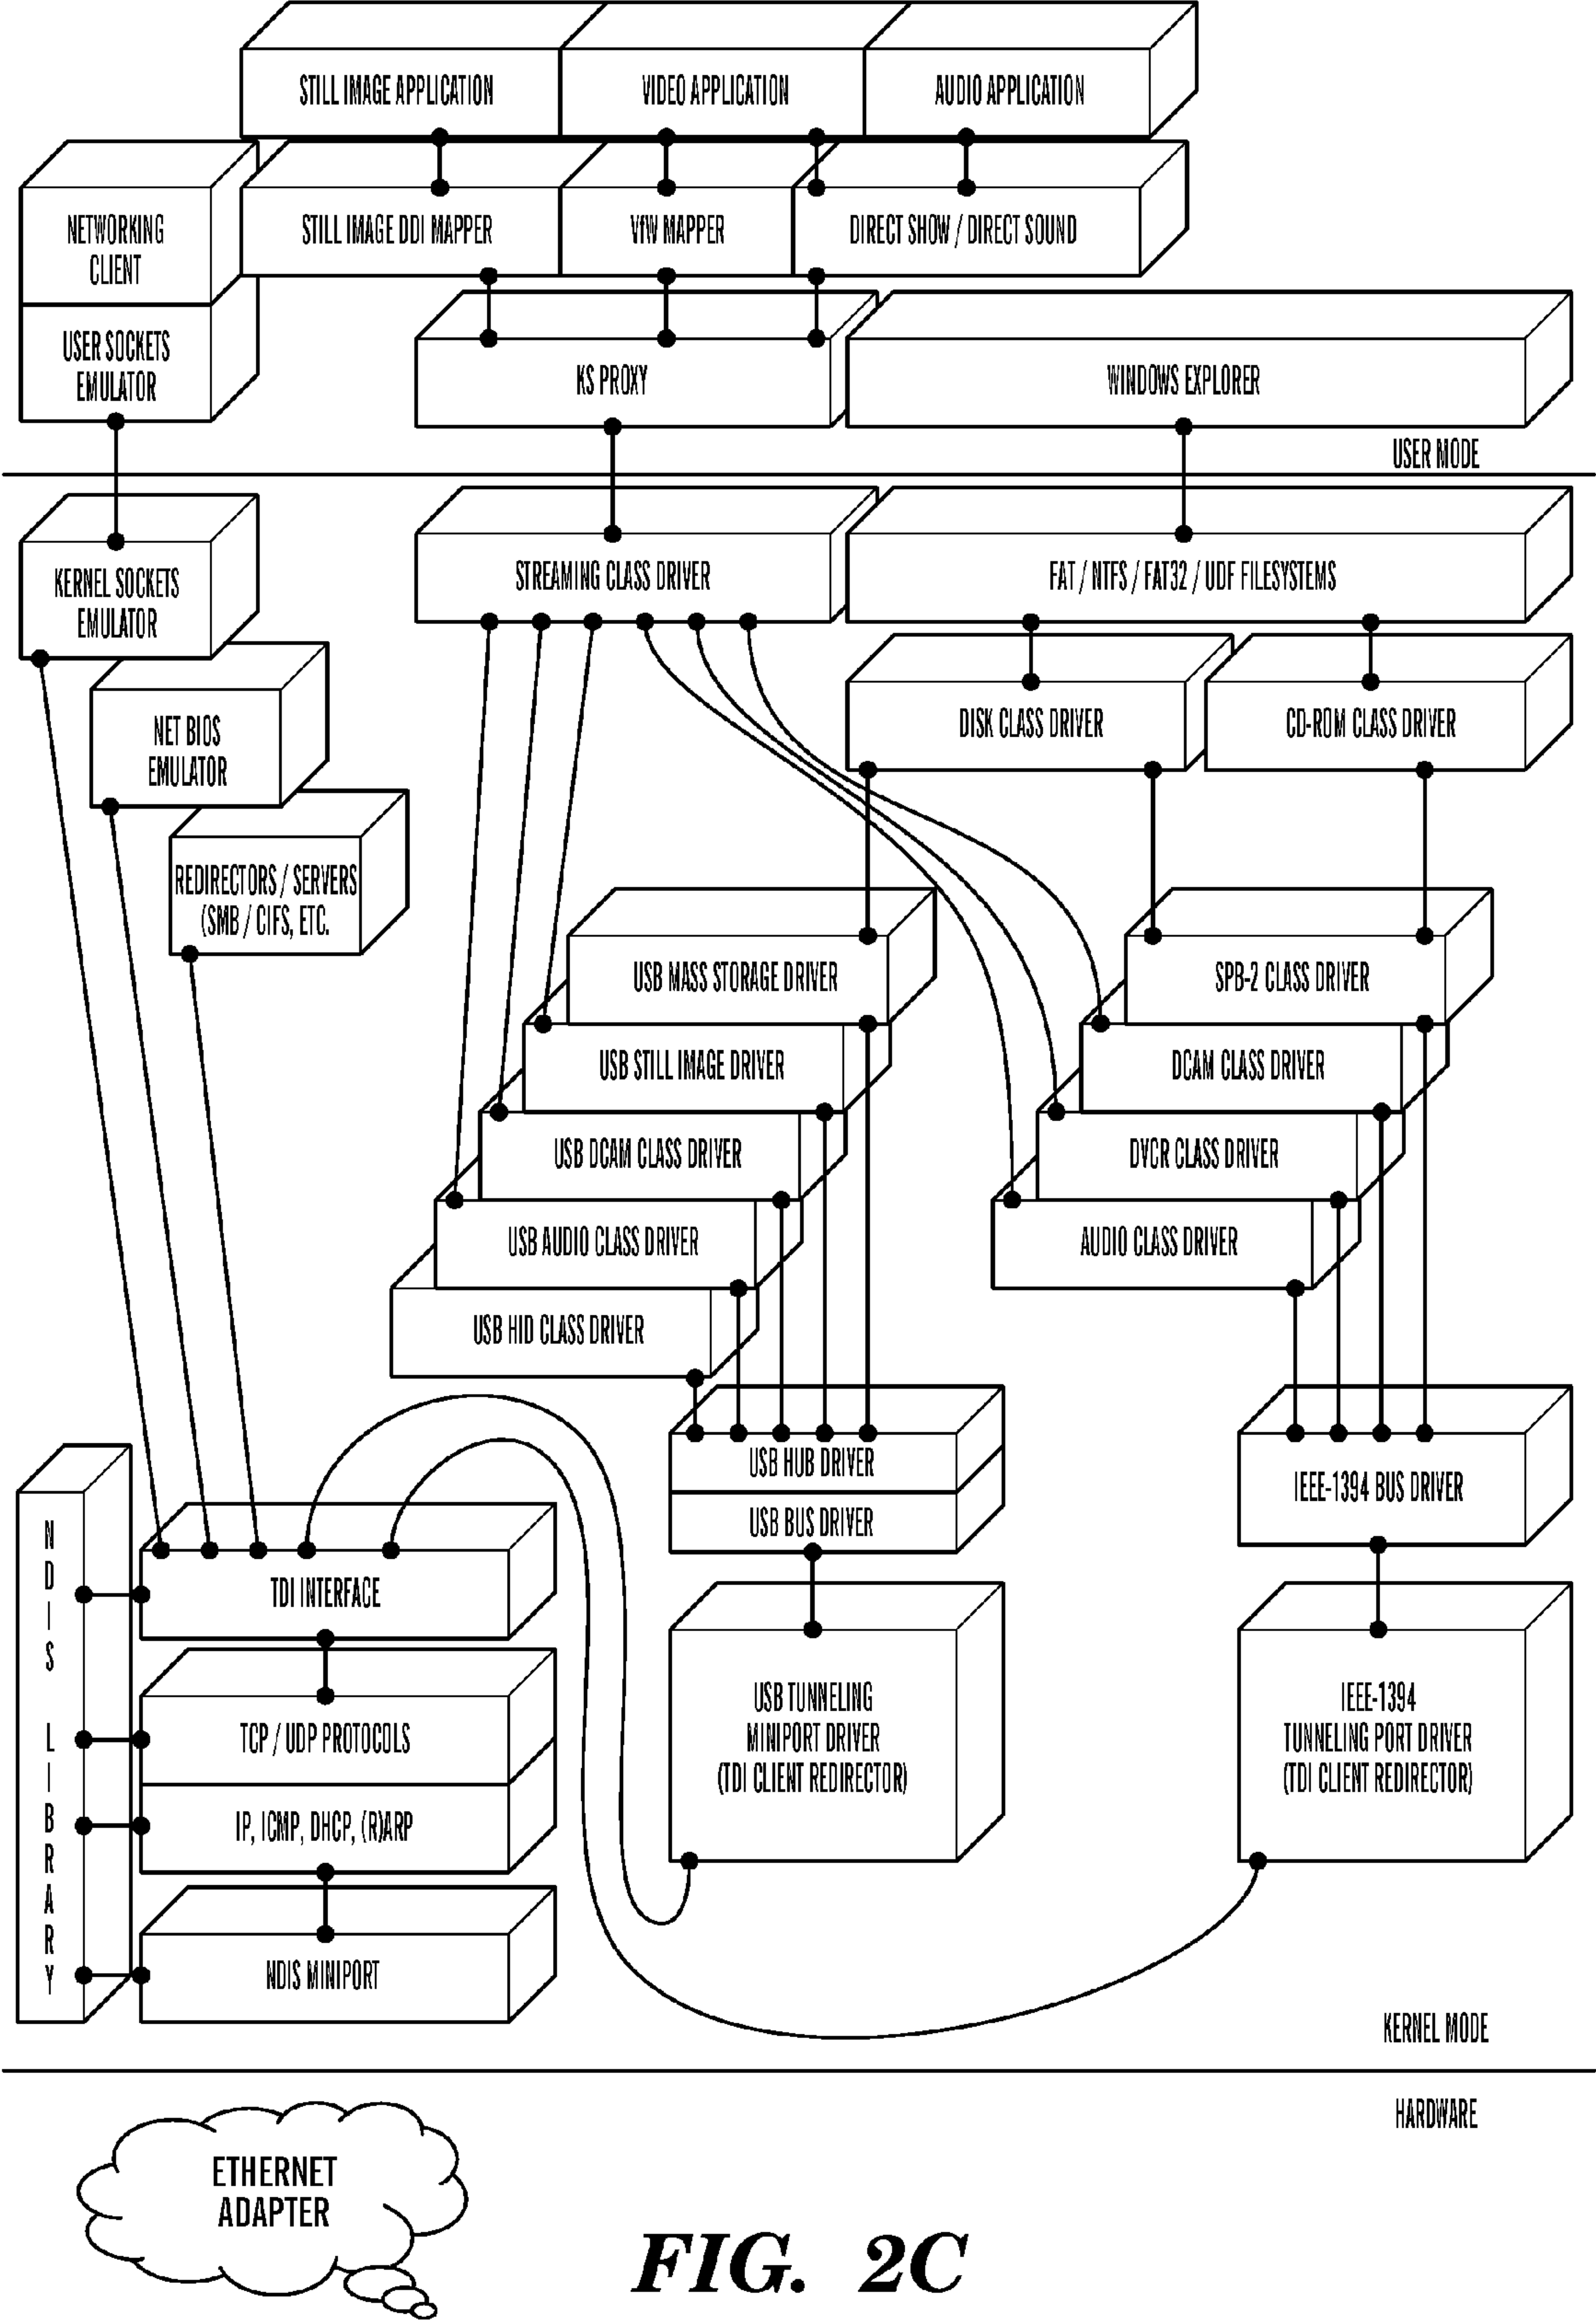 STILL IMAGE APPLICATION
VIDEO APPLICATION
AUDIO APPLICATION
NETWORKING
CLIENT
STILL IMAGE DDI MAPPER
VfW MAPPER
DIRECT SHOW / DIRECT SOUND
USER SOCKETS
EMULATOR
KS PROXY
WINDOWS EXPLORER
USER MODE
KERNEL SOCKETS
EMULATOR
STREAMING CLASS DRIVER
FAT / NTFS / FAT32 / UDF FILESYSTEMS
NET BIOS
EMULATOR
DISK CLASS DRIVER
CD-ROM CLASS DRIVER
REDIRECTORS / SERVERS
(SMB / CIFS, ETC.
USB MASS STORAGE DRIVER
SPB-2 CLASS DRIVER
USB STILL IMAGE DRIVER
DCAM CLASS DRIVER
USB DCAM CLASS DRIVER
DVCR CLASS DRIVER
USB AUDIO CLASS DRIVER
AUDIO CLASS DRIVER
USB HID CLASS DRIVER
USB HUB DRIVER
USB BUS DRIVER
IEEE-1394 BUS DRIVER
NDIS LIBRARY
TDI INTERFACE
TCP / UDP PROTOCOLS
IP, ICMP, DHCP, (R)ARP
NDIS MINIPORT
USB TUNNELING
MINIPORT DRIVER
(TDI CLIENT REDIRECTOR)
IEEE-1394
TUNNELING PORT DRIVER
(TDI CLIENT REDIRECTOR)
KERNEL MODE
HARDWARE
ETHERNET
ADAPTER
FIG. 2C